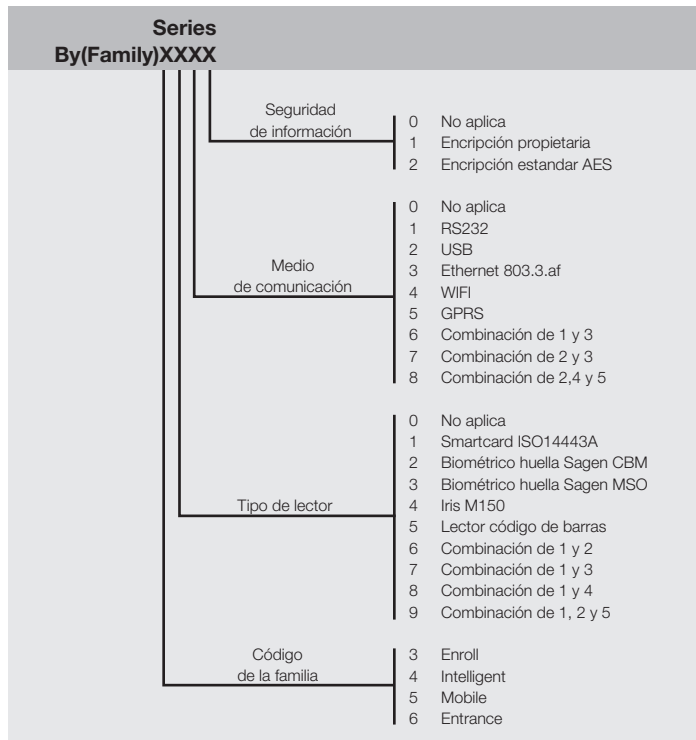 Series
By(Family)XXXX
Seguridad
de información
0 No aplica
1 Encripción propietaria
2 Encripción estandar AES
Medio
de comunicación
0 No aplica
1 RS232
2 USB
3 Ethernet 803.3.af
4 WIFI
5 GPRS
6 Combinación de 1 y 3
7 Combinación de 2 y 3
8 Combinación de 2,4 y 5
Tipo de lector
0 No aplica
1 Smartcard ISO14443A
2 Biométrico huella Sagen CBM
3 Biométrico huella Sagen MSO
4 Iris M150
5 Lector código de barras
6 Combinación de 1 y 2
7 Combinación de 1 y 3
8 Combinación de 1 y 4
9 Combinación de 1, 2 y 5
Código
de la familia
3 Enroll
4 Intelligent
5 Mobile
6 Entrance